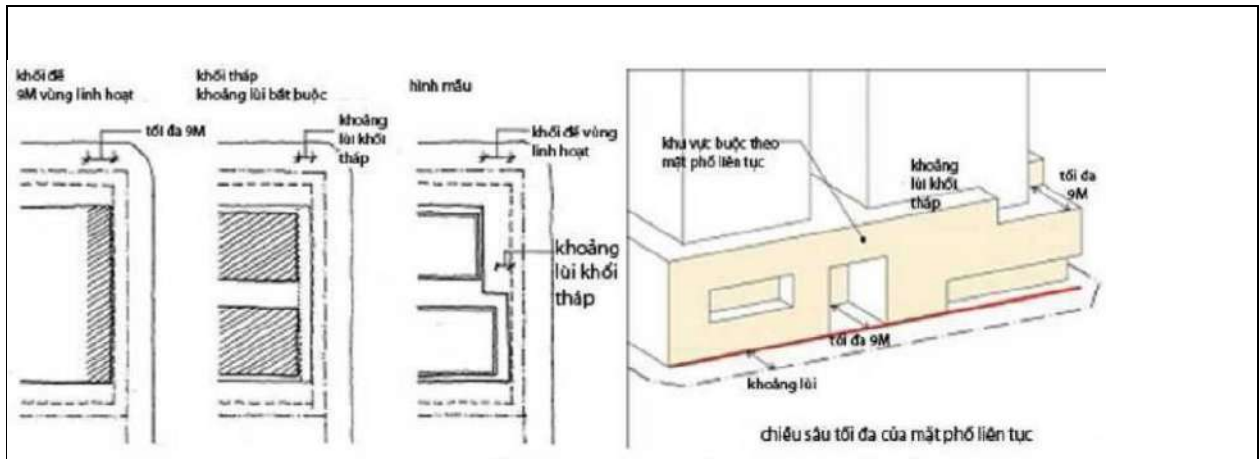 khối đế
9M vùng linh hoạt
tối đa 9M
khối tháp
khoảng lùi bắt buộc
khoảng
lùi khối
tháp
hình mẫu
khối đế vùng
linh hoạt
khoảng
lùi khối
tháp
khu vực buộc theo
mặt phố liên tục
khoảng
lùi khối
tháp
tối đa
9M
tối đa 9M
khoảng lùi
chiều sâu tối đa của mặt phố liên tục